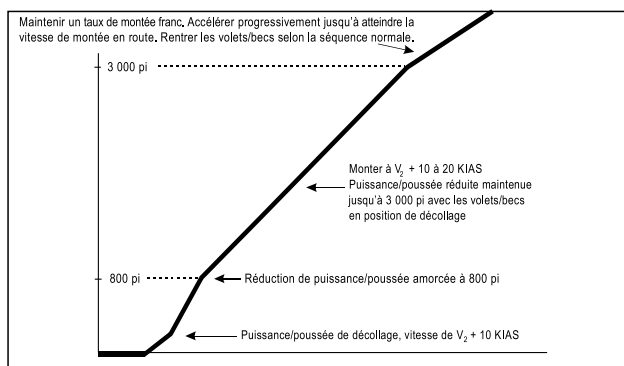 Maintenir un taux de montée franc. Accélérer progressivement jusqu'à atteindre la
vitesse de montée en route. Rentrer les volets/becs selon la séquence normale.
3 000 pi
Monter à V₂ + 10 à 20 KIAS
Puissance/poussée réduite maintenue
jusqu'à 3 000 pi avec les volets/becs
en position de décollage
800 pi
Réduction de puissance/poussée amorcée à 800 pi
Puissance/poussée de décollage, vitesse de V₂ + 10 KIAS